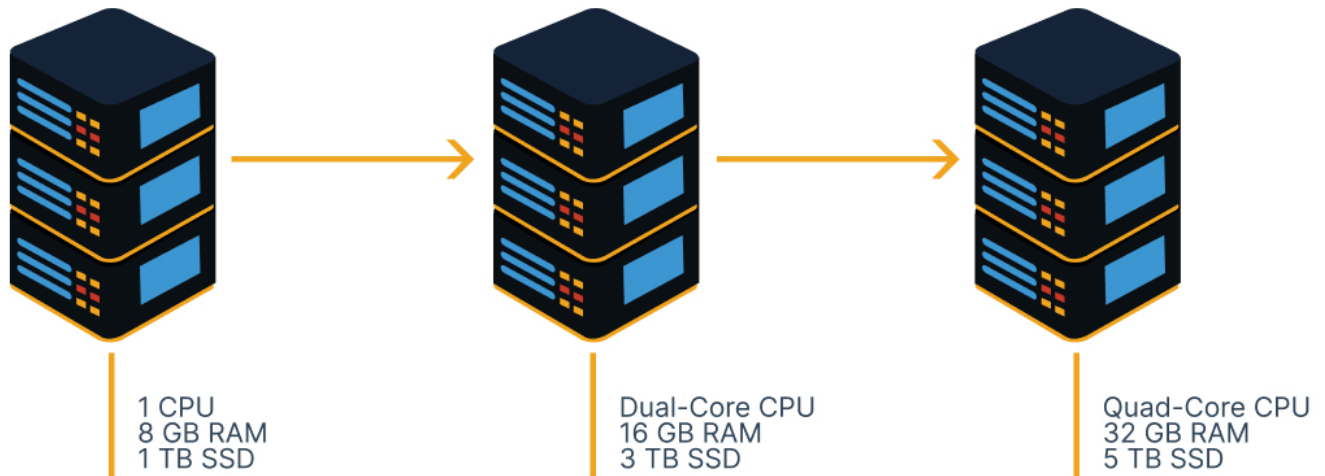 1 CPU
8 GB RAM
1 TB SSD
Dual-Core CPU
16 GB RAM
3 TB SSD
Quad-Core CPU
32 GB RAM
5 TB SSD